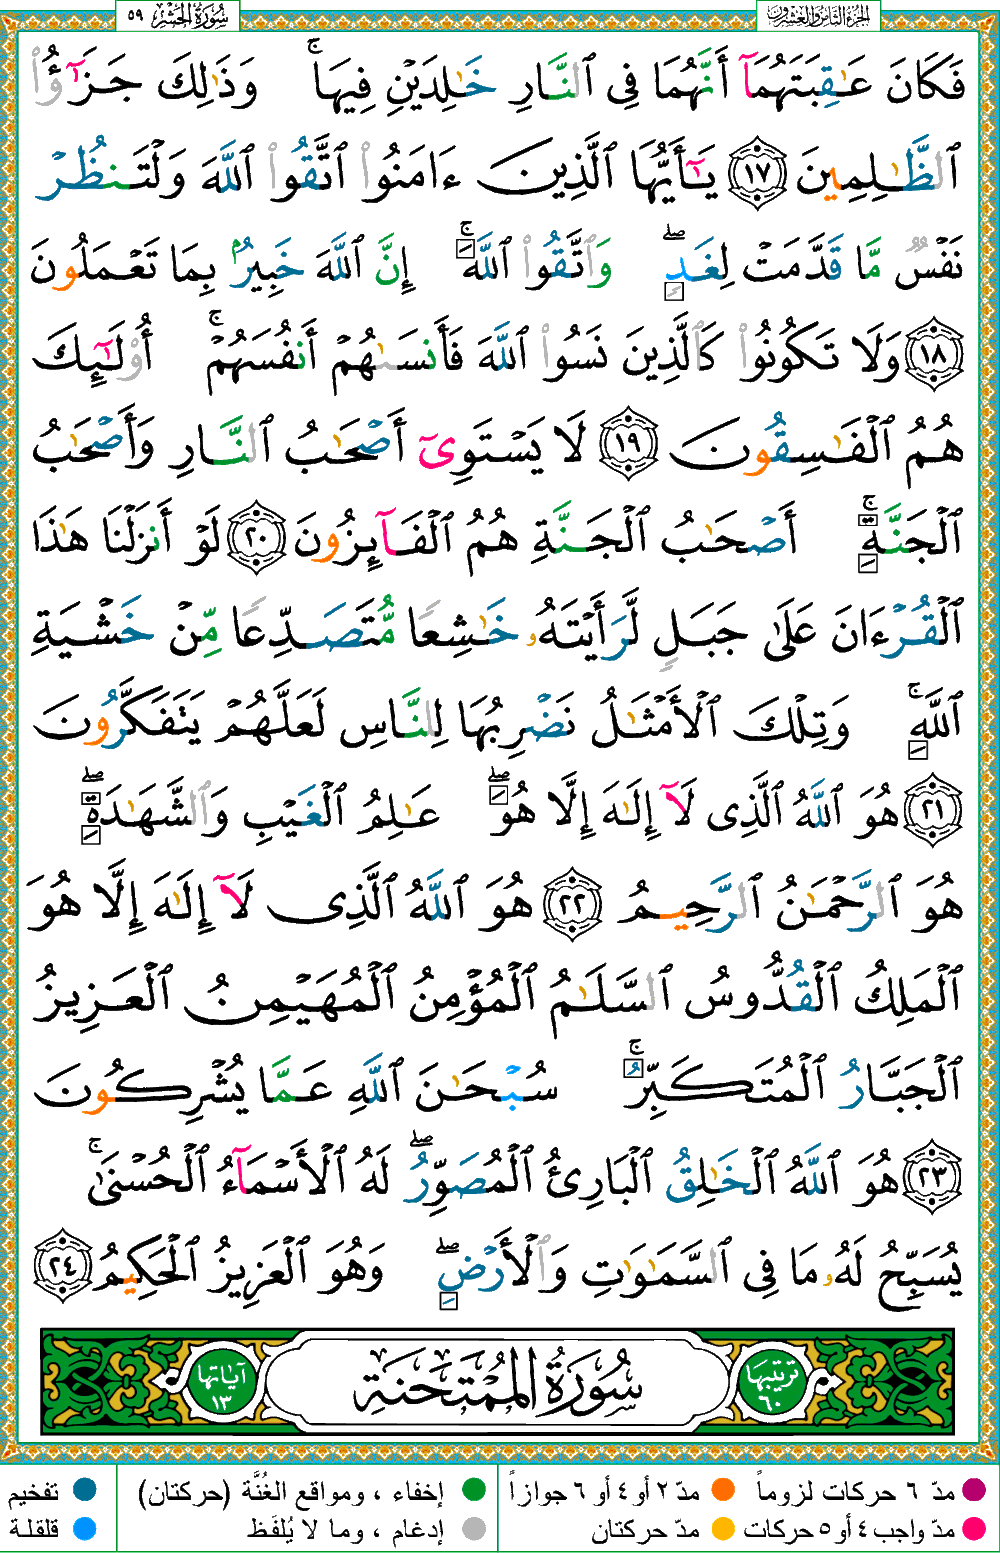 الجزء الثامن والعشرون
سُورَةُ الحَشْر ٥٩
فَكَانَ عَٰقِبَتَهُمَآ أَنَّهُمَا فِى ٱلنَّارِ خَٰلِدَيْنِ فِيهَاۚ وَذَٰلِكَ جَزَٰٓؤُا۟
ٱلظَّٰلِمِينَ ١٧ يَٰٓأَيُّهَا ٱلَّذِينَ ءَامَنُوا۟ ٱتَّقُوا۟ ٱللَّهَ وَلْتَنظُرْ
نَفْسٌ مَّا قَدَّمَتْ لِغَدٍۖ وَٱتَّقُوا۟ ٱللَّهَۚ إِنَّ ٱللَّهَ خَبِيرٌۢ بِمَا تَعْمَلُونَ
١٨ وَلَا تَكُونُوا۟ كَٱلَّذِينَ نَسُوا۟ ٱللَّهَ فَأَنسَىٰهُمْ أَنفُسَهُمْۚ أُو۟لَٰٓئِكَ
هُمُ ٱلْفَٰسِقُونَ ١٩ لَا يَسْتَوِىٓ أَصْحَٰبُ ٱلنَّارِ وَأَصْحَٰبُ
ٱلْجَنَّةِۚ أَصْحَٰبُ ٱلْجَنَّةِ هُمُ ٱلْفَآئِزُونَ ٢٠ لَوْ أَنزَلْنَا هَٰذَا
ٱلْقُرْءَانَ عَلَىٰ جَبَلٍ لَّرَأَيْتَهُۥ خَٰشِعًا مُّتَصَدِّعًا مِّنْ خَشْيَةِ
ٱللَّهِۚ وَتِلْكَ ٱلْأَمْثَٰلُ نَضْرِبُهَا لِلنَّاسِ لَعَلَّهُمْ يَتَفَكَّرُونَ
٢١ هُوَ ٱللَّهُ ٱلَّذِى لَآ إِلَٰهَ إِلَّا هُوَۖ عَٰلِمُ ٱلْغَيْبِ وَٱلشَّهَٰدَةِۖ
هُوَ ٱلرَّحْمَٰنُ ٱلرَّحِيمُ ٢٢ هُوَ ٱللَّهُ ٱلَّذِى لَآ إِلَٰهَ إِلَّا هُوَ
ٱلْمَلِكُ ٱلْقُدُّوسُ ٱلسَّلَٰمُ ٱلْمُؤْمِنُ ٱلْمُهَيْمِنُ ٱلْعَزِيزُ
ٱلْجَبَّارُ ٱلْمُتَكَبِّرُۚ سُبْحَٰنَ ٱللَّهِ عَمَّا يُشْرِكُونَ
٢٣ هُوَ ٱللَّهُ ٱلْخَٰلِقُ ٱلْبَارِئُ ٱلْمُصَوِّرُۖ لَهُ ٱلْأَسْمَآءُ ٱلْحُسْنَىٰۚ
يُسَبِّحُ لَهُۥ مَا فِى ٱلسَّمَٰوَٰتِ وَٱلْأَرْضِۖ وَهُوَ ٱلْعَزِيزُ ٱلْحَكِيمُ ٢٤
ترتيبها ٦٠
سُورَةُ المُمْتَحنَة
آياتها ١٣
مدّ ٦ حركات لزوماً
مدّ ٢ أو ٤ أو ٦ جوازاً
إخفاء ، ومواقع الغُنَّة (حركتان)
تفخيم
مدّ واجب ٤ أو ٥ حركات
مدّ حركتان
إدغام ، وما لا يُلفَظ
قلقلة